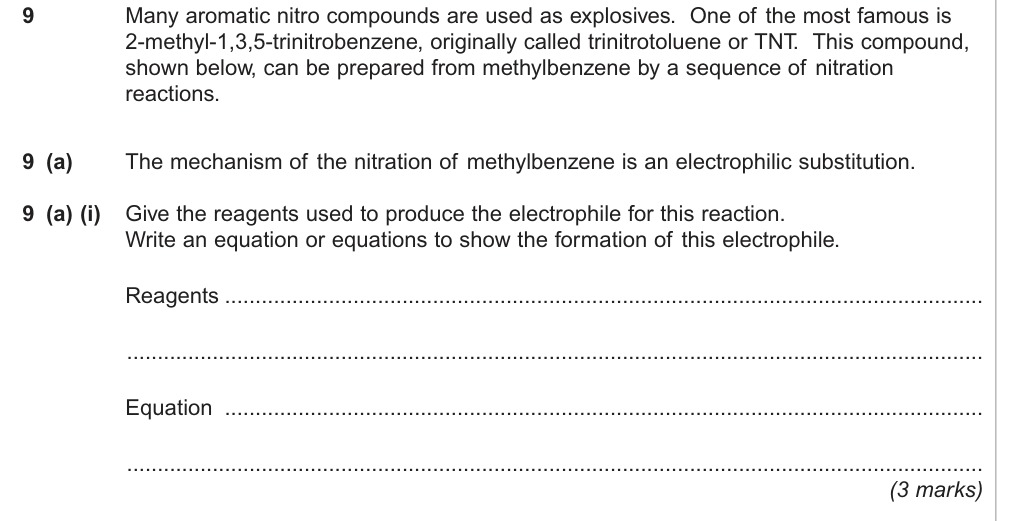 9 Many aromatic nitro compounds are used as explosives. One of the most famous is
2-methyl-1,3,5-trinitrobenzene, originally called trinitrotoluene or TNT. This compound,
shown below, can be prepared from methylbenzene by a sequence of nitration
reactions.
9 (a) The mechanism of the nitration of methylbenzene is an electrophilic substitution.
9 (a) (i) Give the reagents used to produce the electrophile for this reaction.
Write an equation or equations to show the formation of this electrophile.
Reagents ................................................................................................................................
................................................................................................................................................
Equation ................................................................................................................................
................................................................................................................................................
(3 marks)